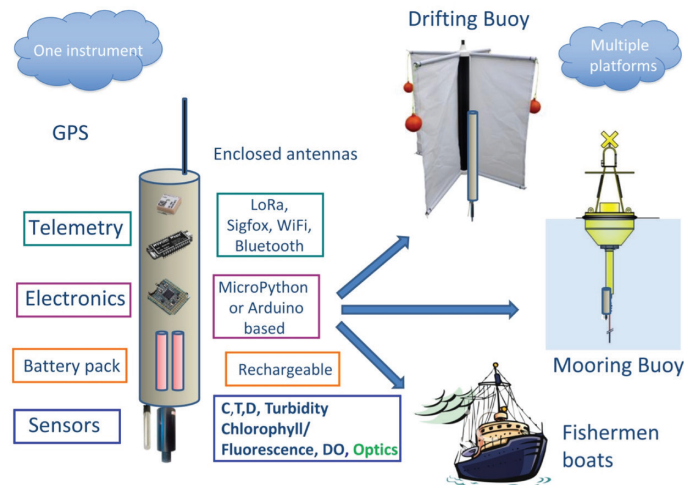 One instrument
Drifting Buoy
Multiple
platforms
GPS
Enclosed antennas
Telemetry
LoRa,
Sigfox, WiFi,
Bluetooth
Electronics
MicroPython
or Arduino
based
Battery pack
Rechargeable
Mooring Buoy
Sensors
C,T,D, Turbidity
Chlorophyll/
Fluorescence, DO, Optics
Fishermen
boats